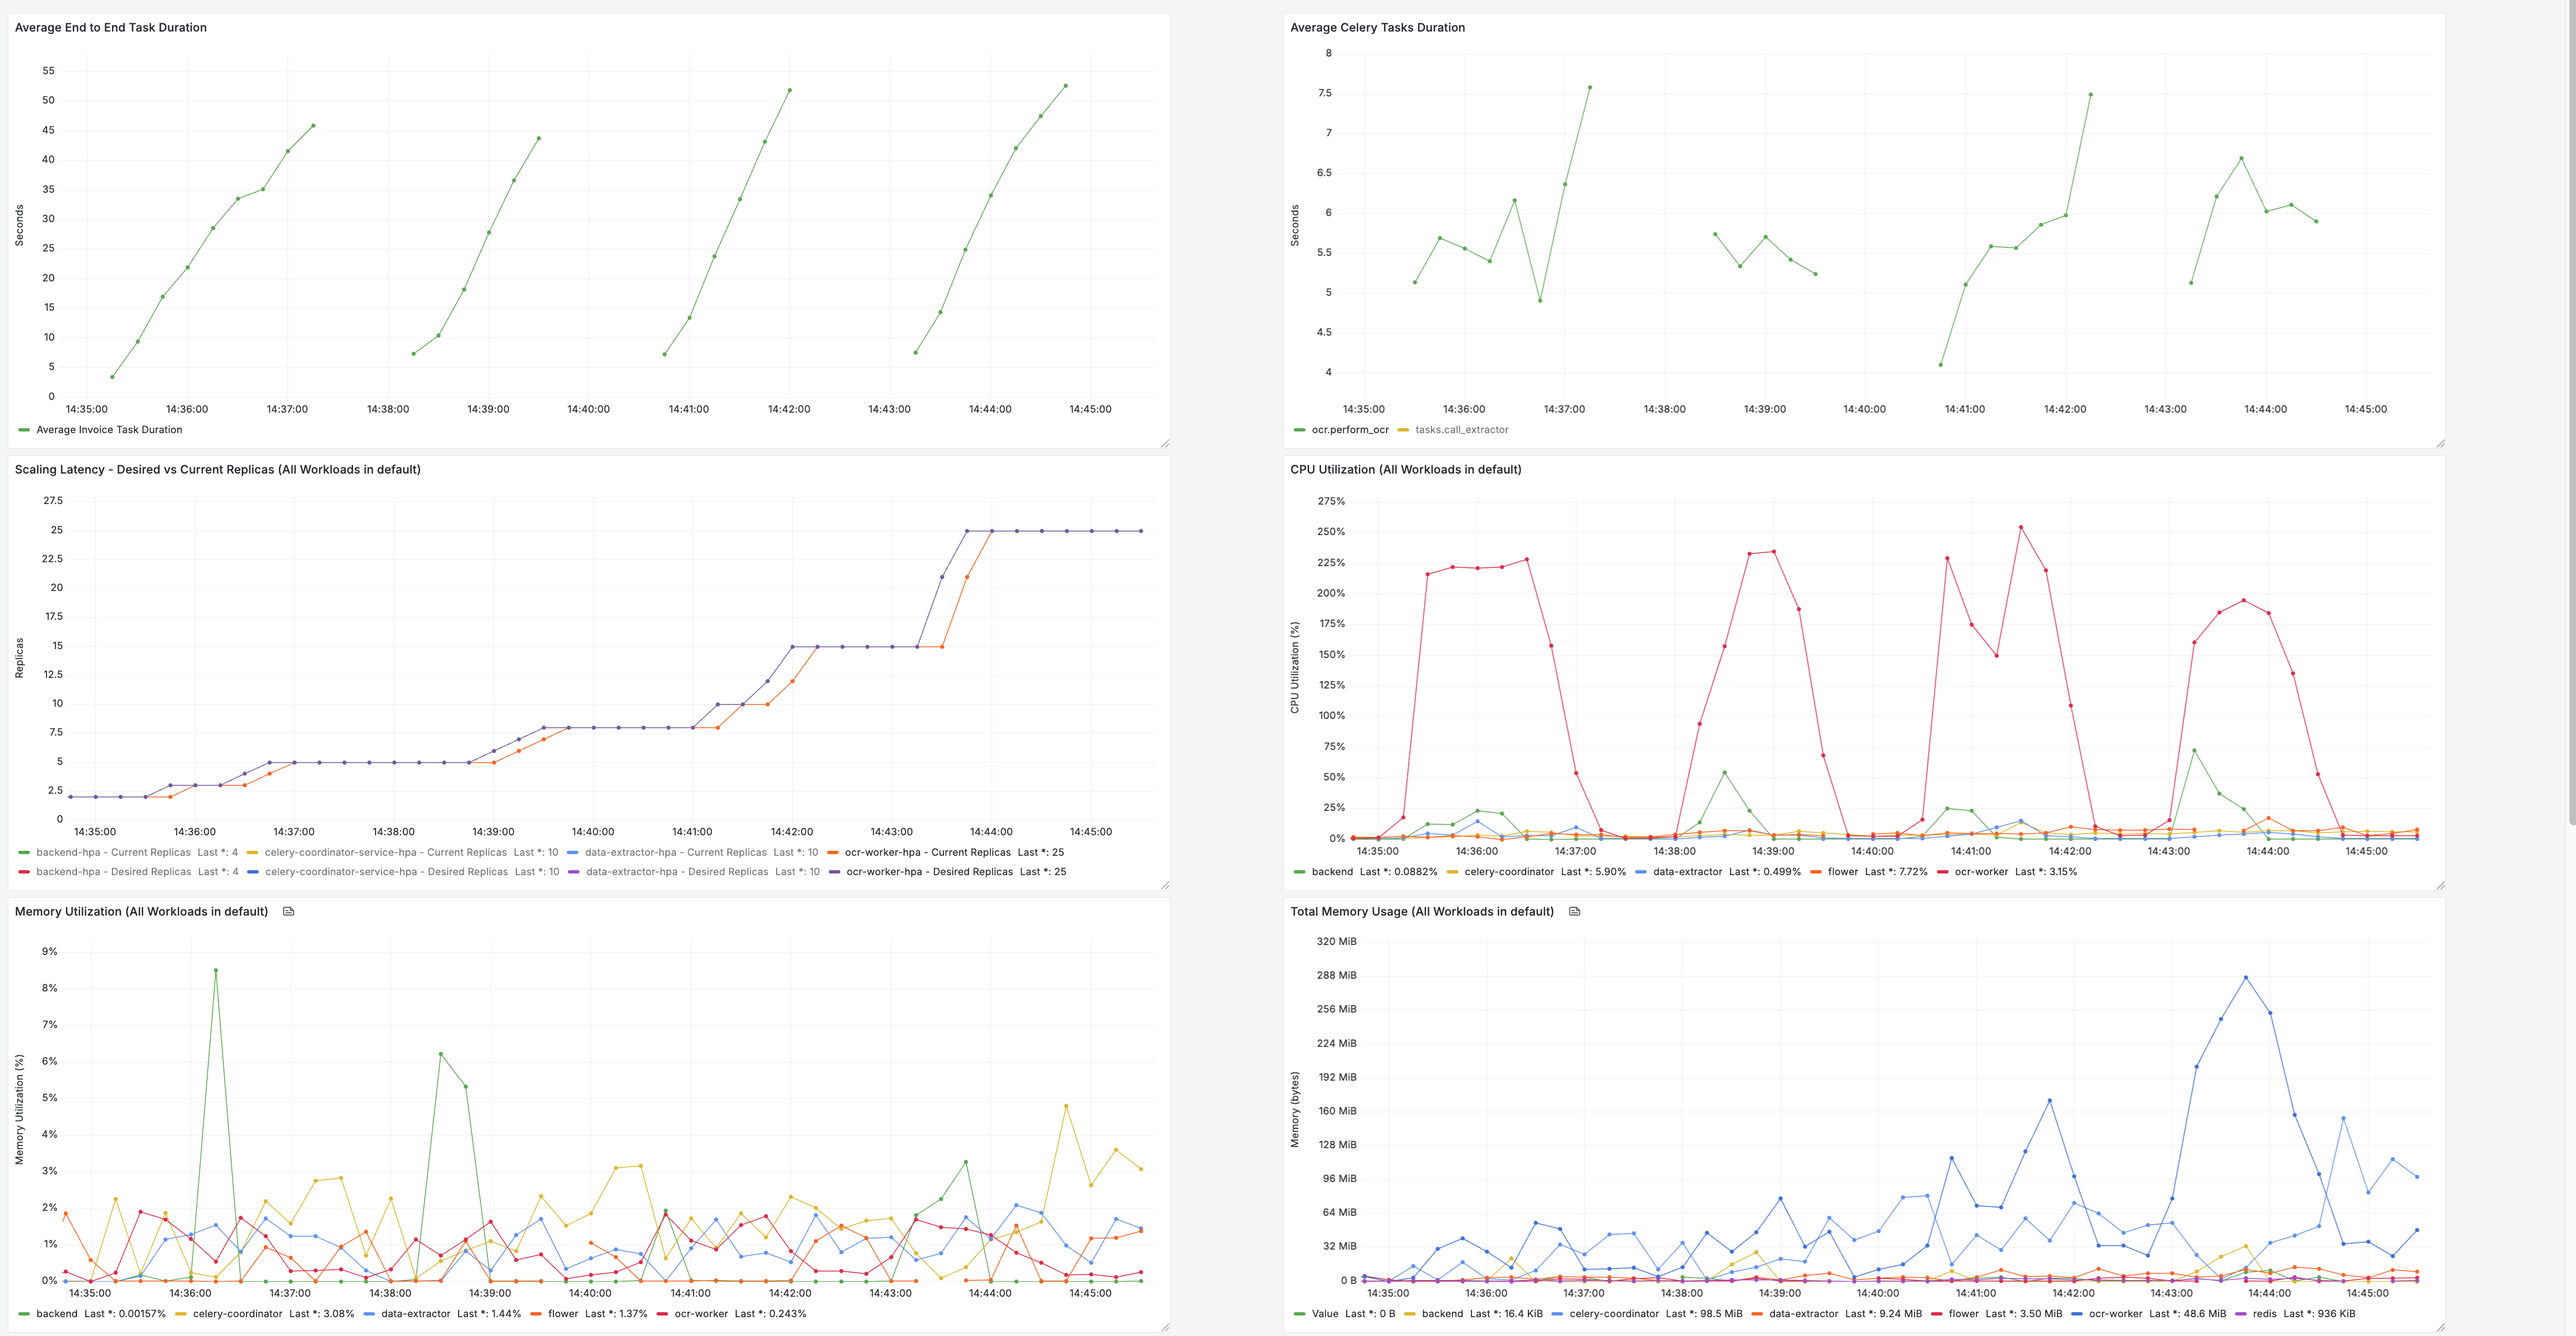 Average End to End Task Duration
Seconds
55
50
45
40
35
30
25
20
15
10
5
0
14:35:00 14:36:00 14:37:00 14:38:00 14:39:00 14:40:00 14:41:00 14:42:00 14:43:00 14:44:00 14:45:00
Average Invoice Task Duration
Average Celery Tasks Duration
Seconds
8
7.5
7
6.5
6
5.5
5
4.5
4
14:35:00 14:36:00 14:37:00 14:38:00 14:39:00 14:40:00 14:41:00 14:42:00 14:43:00 14:44:00 14:45:00
ocr.perform_ocr tasks.call_extractor
Scaling Latency - Desired vs Current Replicas (All Workloads in default)
Replicas
27.5
25
22.5
20
17.5
15
12.5
10
7.5
5
2.5
0
14:35:00 14:36:00 14:37:00 14:38:00 14:39:00 14:40:00 14:41:00 14:42:00 14:43:00 14:44:00 14:45:00
backend-hpa - Current Replicas Last *: 4 celery-coordinator-service-hpa - Current Replicas Last *: 10 data-extractor-hpa - Current Replicas Last *: 10 ocr-worker-hpa - Current Replicas Last *: 25
backend-hpa - Desired Replicas Last *: 4 celery-coordinator-service-hpa - Desired Replicas Last *: 10 data-extractor-hpa - Desired Replicas Last *: 10 ocr-worker-hpa - Desired Replicas Last *: 25
CPU Utilization (All Workloads in default)
CPU Utilization (%)
275%
250%
225%
200%
175%
150%
125%
100%
75%
50%
25%
0%
14:35:00 14:36:00 14:37:00 14:38:00 14:39:00 14:40:00 14:41:00 14:42:00 14:43:00 14:44:00 14:45:00
backend Last *: 0.0882% celery-coordinator Last *: 5.90% data-extractor Last *: 0.499% flower Last *: 7.72% ocr-worker Last *: 3.15%
Memory Utilization (All Workloads in default)
Memory Utilization (%)
9%
8%
7%
6%
5%
4%
3%
2%
1%
0%
14:35:00 14:36:00 14:37:00 14:38:00 14:39:00 14:40:00 14:41:00 14:42:00 14:43:00 14:44:00 14:45:00
backend Last *: 0.00157% celery-coordinator Last *: 3.08% data-extractor Last *: 1.44% flower Last *: 1.37% ocr-worker Last *: 0.243%
Total Memory Usage (All Workloads in default)
Memory (bytes)
320 MiB
288 MiB
256 MiB
224 MiB
192 MiB
160 MiB
128 MiB
96 MiB
64 MiB
32 MiB
0 B
14:35:00 14:36:00 14:37:00 14:38:00 14:39:00 14:40:00 14:41:00 14:42:00 14:43:00 14:44:00 14:45:00
Value Last *: 0 B backend Last *: 16.4 KiB celery-coordinator Last *: 98.5 MiB data-extractor Last *: 9.24 MiB flower Last *: 3.50 MiB ocr-worker Last *: 48.6 MiB redis Last *: 936 KiB